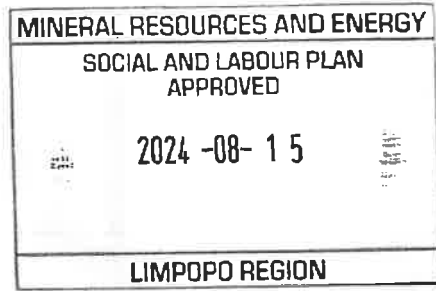 MINERAL RESOURCES AND ENERGY
SOCIAL AND LABOUR PLAN
APPROVED
2024 -08- 1 5
LIMPOPO REGION